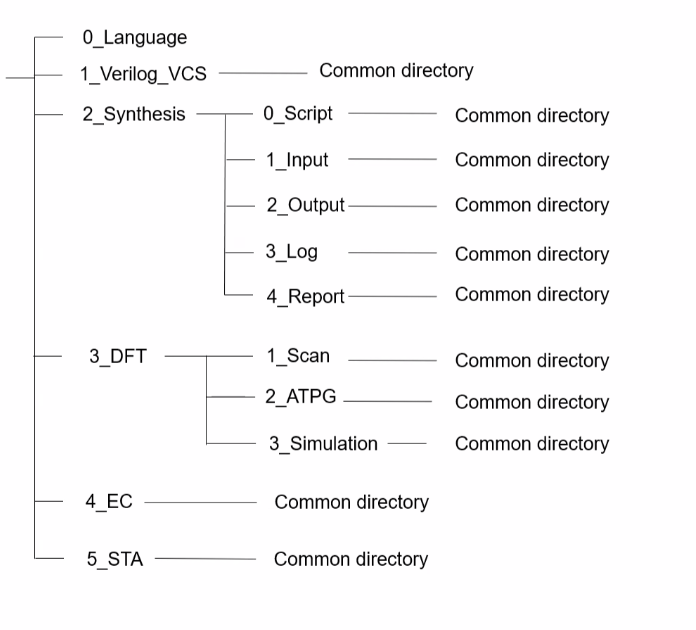 0_Language
1_Verilog_VCS Common directory
2_Synthesis 0_Script Common directory
1_Input Common directory
2_Output Common directory
3_Log Common directory
4_Report Common directory
3_DFT 1_Scan Common directory
2_ATPG Common directory
3_Simulation Common directory
4_EC Common directory
5_STA Common directory